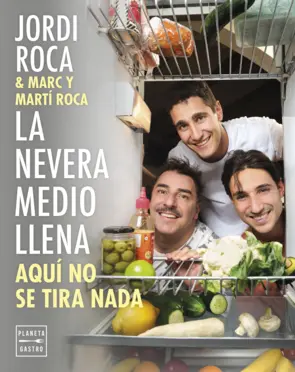 JORDI
ROCA
& MARC Y
MARTÍ ROCA
LA
NEVERA
MEDIO
LLENA
AQUÍ NO
SE TIRA NADA
PLANETA
GASTRO